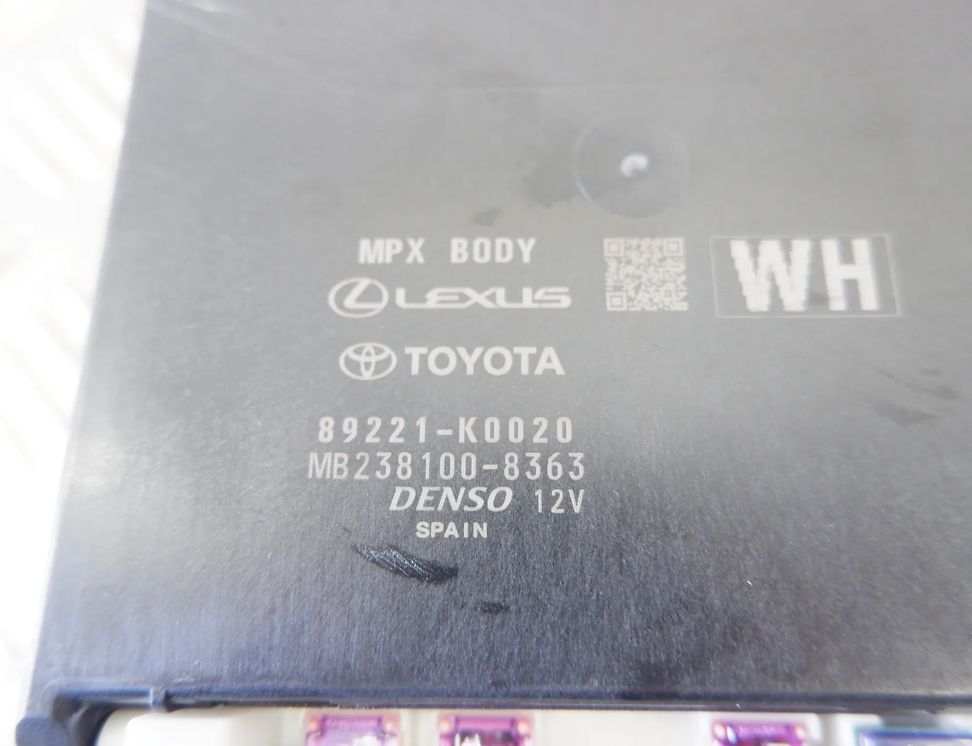 MPX BODY
LEXUS
WH
TOYOTA
89221-K0020
MB238100-8363
DENSO 12V
SPAIN